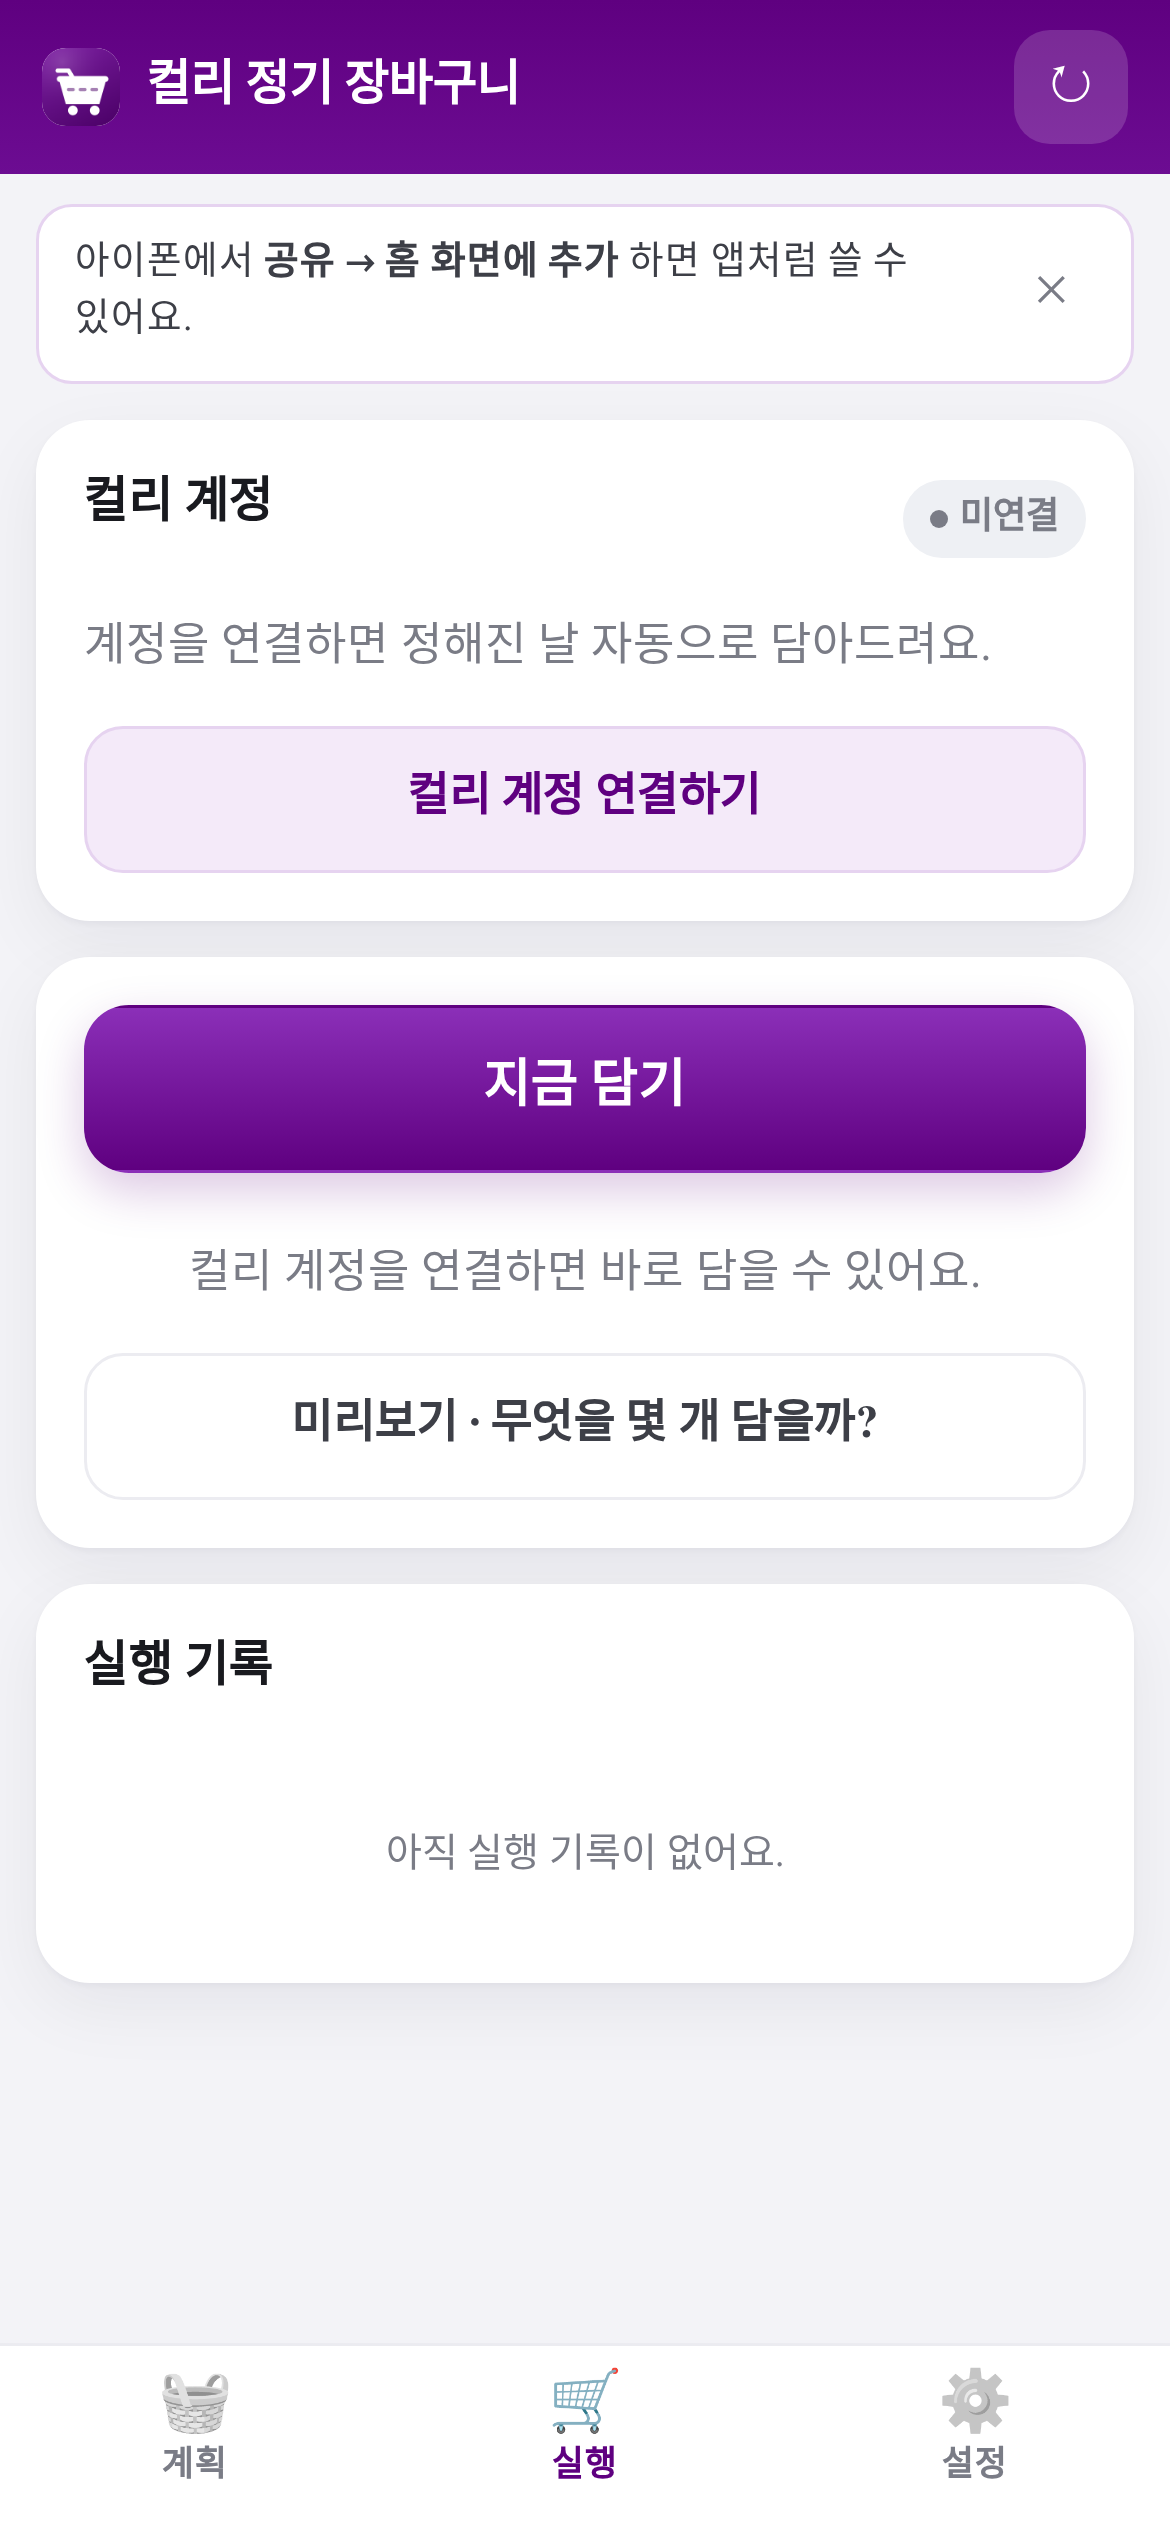 컬리 정기 장바구니
아이폰에서 공유 → 홈 화면에 추가 하면 앱처럼 쓸 수
있어요.
컬리 계정
미연결
계정을 연결하면 정해진 날 자동으로 담아드려요.
컬리 계정 연결하기
지금 담기
컬리 계정을 연결하면 바로 담을 수 있어요.
미리보기 · 무엇을 몇 개 담을까?
실행 기록
아직 실행 기록이 없어요.
계획
실행
설정